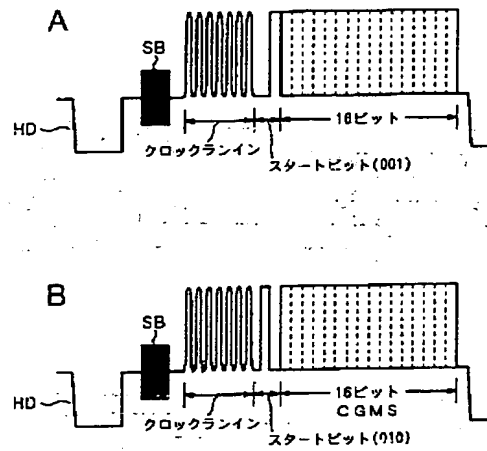 A
SB
HD
16ビット
クロックランイン
スタートビット(001)
B
SB
HD
16ビット
CGMS
クロックランイン
スタートビット(010)